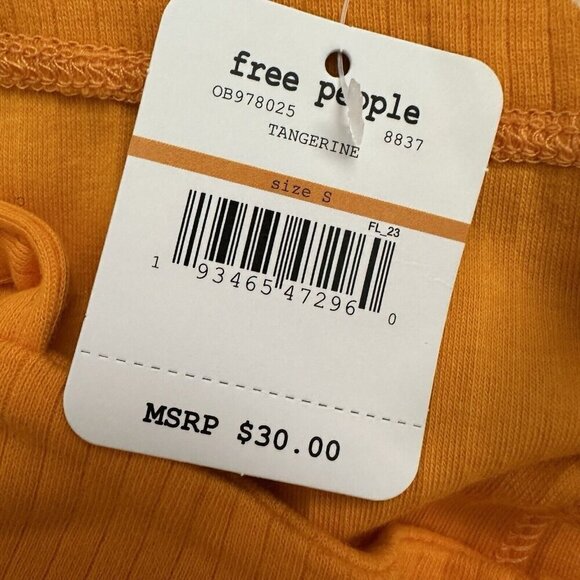 free people
OB978025 8837
TANGERINE
size S
FL_23
1 93465 47296 0
MSRP $30.00